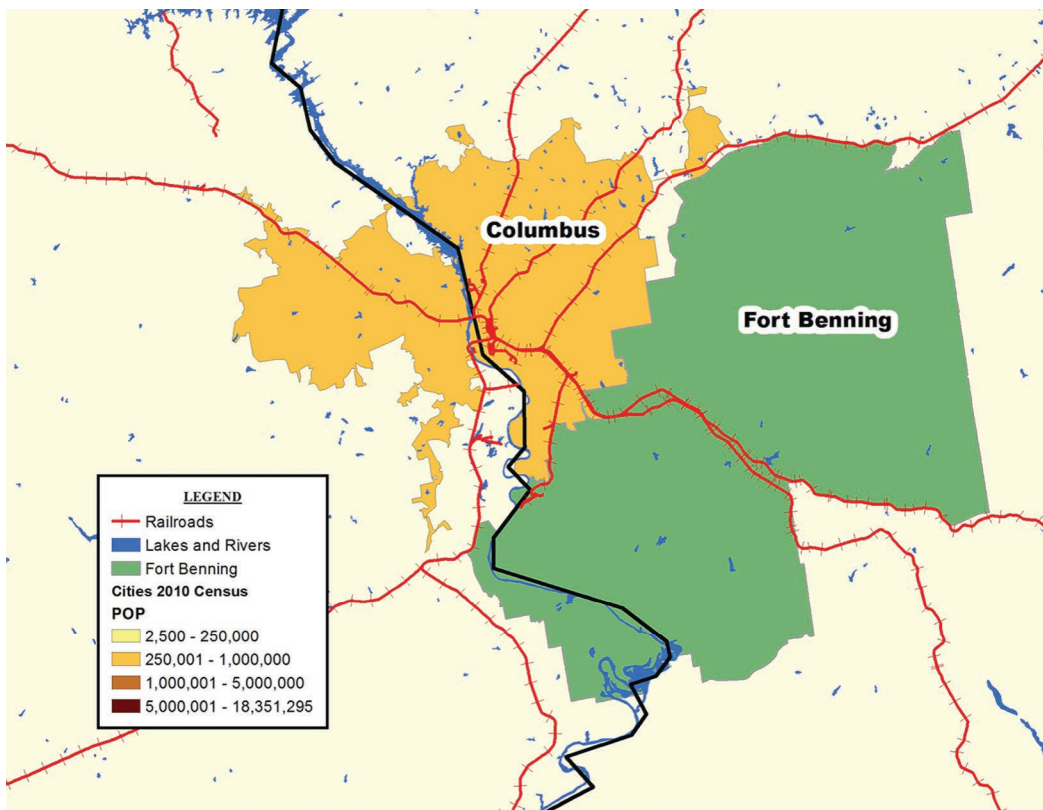 Columbus
Fort Benning
LEGEND
Railroads
Lakes and Rivers
Fort Benning
Cities 2010 Census
POP
2,500 - 250,000
250,001 - 1,000,000
1,000,001 - 5,000,000
5,000,001 - 18,351,295